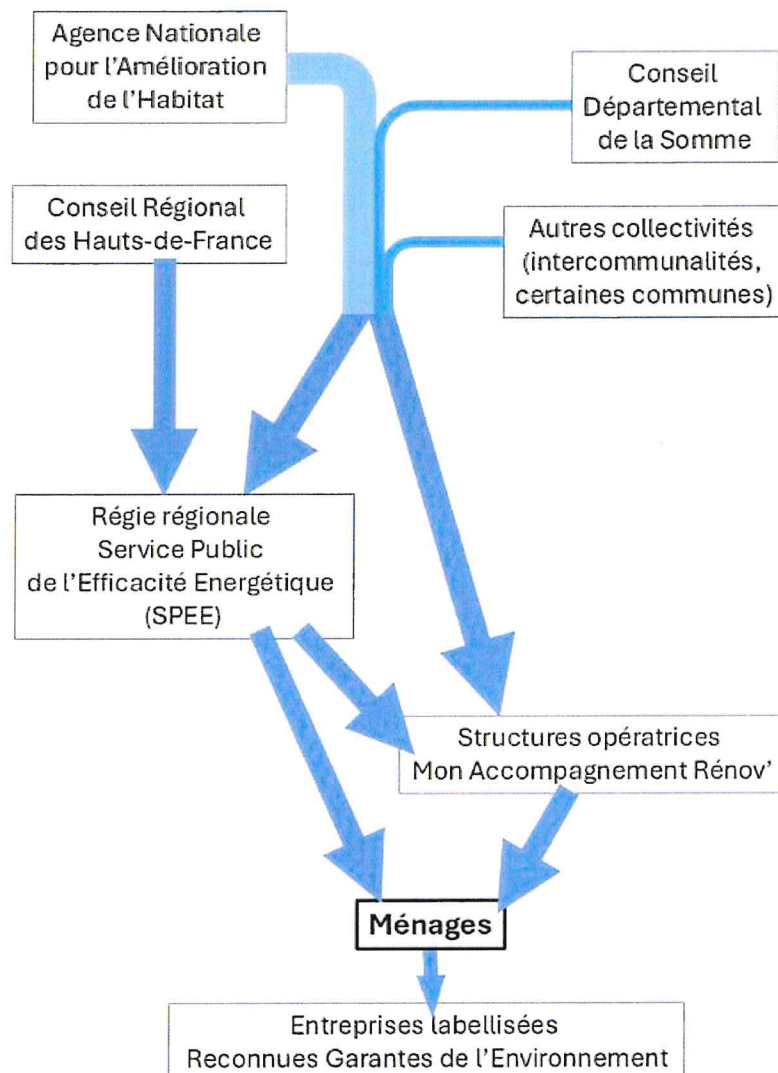 Agence Nationale
pour l'Amélioration
de l'Habitat
Conseil
Départemental
de la Somme
Conseil Régional
des Hauts-de-France
Autres collectivités
(intercommunalités,
certaines communes)
Régie régionale
Service Public
de l'Efficacité Energétique
(SPEE)
Structures opératrices
Mon Accompagnement Rénov'
Ménages
Entreprises labellisées
Reconnues Garantes de l'Environnement